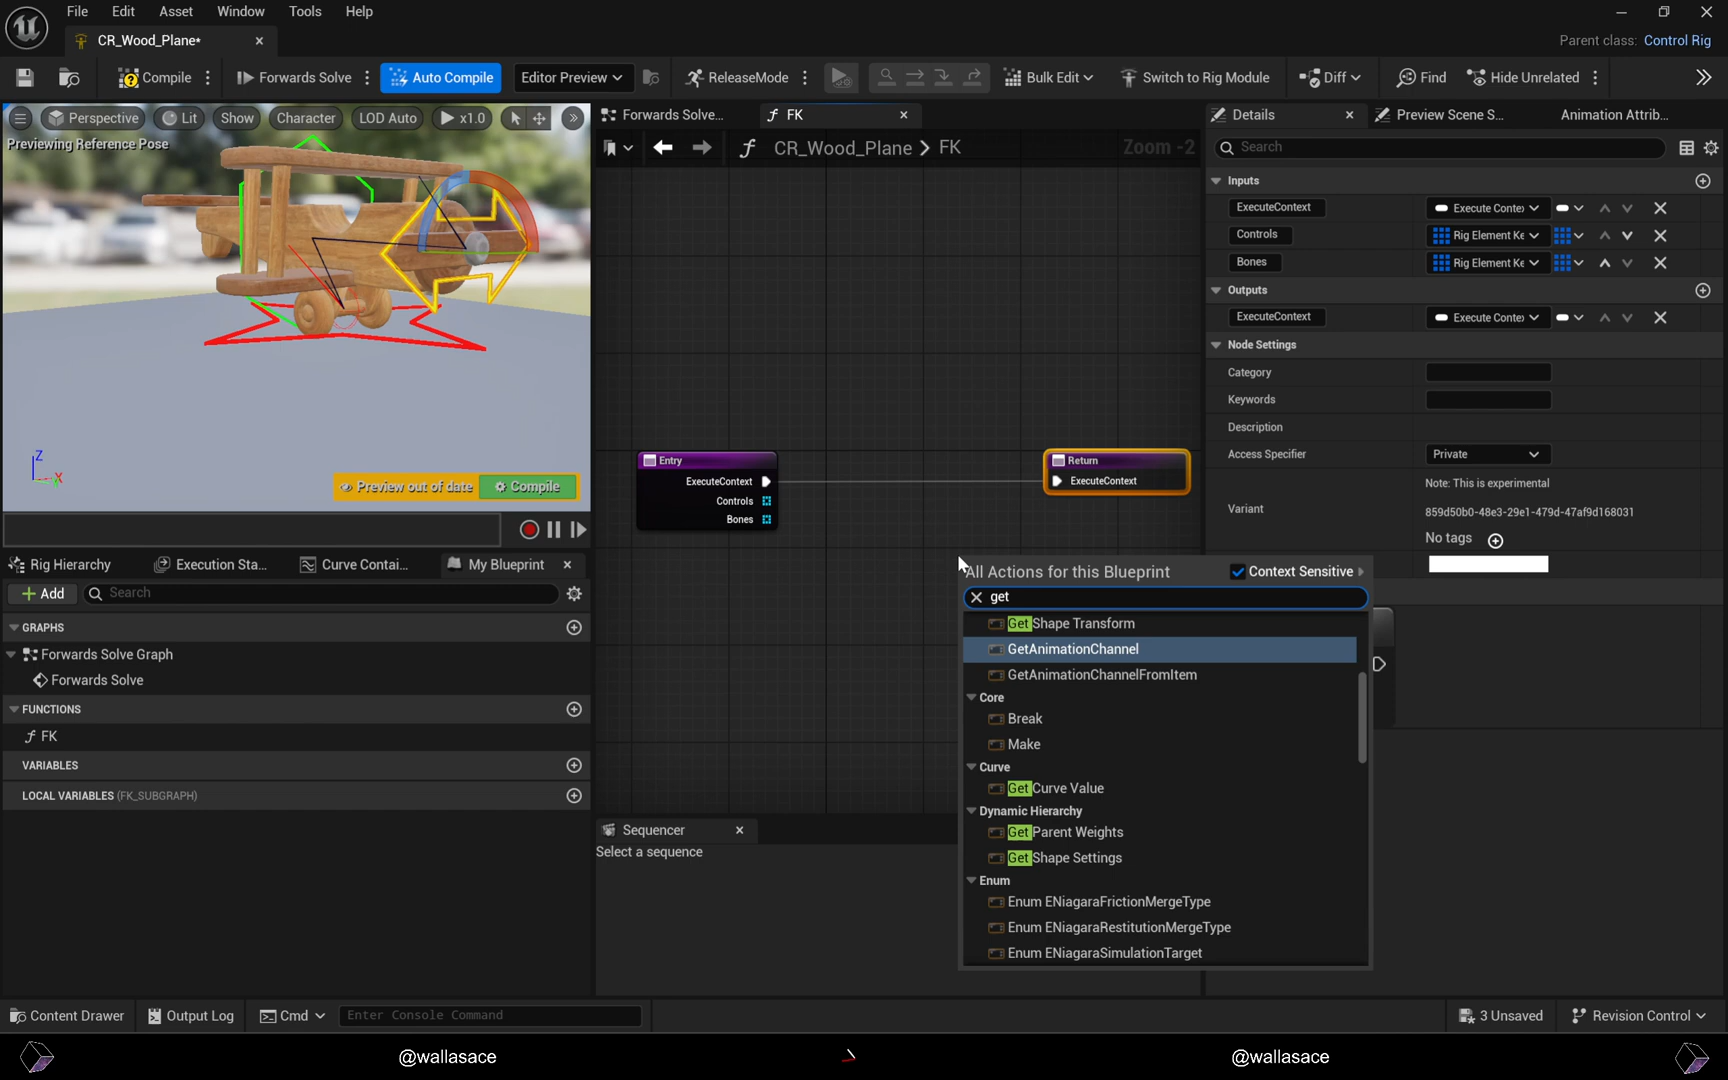 File Edit Asset Window Tools Help
CR_Wood_Plane*
Parent class: Control Rig
Compile Forwards Solve Auto Compile Editor Preview ReleaseMode Bulk Edit Switch to Rig Module Diff Find Hide Unrelated
Perspective Lit Show Character LOD Auto x1.0
Previewing Reference Pose
Z
X
Preview out of date Compile
Forwards Solve... FK
CR_Wood_Plane > FK
Zoom -2
Entry
ExecuteContext
Controls
Bones
Return
ExecuteContext
All Actions for this Blueprint Context Sensitive
get
Get Shape Transform
GetAnimationChannel
GetAnimationChannelFromItem
Core
Break
Make
Curve
Get Curve Value
Dynamic Hierarchy
Get Parent Weights
Get Shape Settings
Enum
Enum ENiagaraFrictionMergeType
Enum ENiagaraRestitutionMergeType
Enum ENiagaraSimulationTarget
Sequencer
Select a sequence
Details Preview Scene S... Animation Attrib...
Search
Inputs
ExecuteContext Execute Contex
Controls Rig Element Ke
Bones Rig Element Ke
Outputs
ExecuteContext Execute Contex
Node Settings
Category
Keywords
Description
Access Specifier Private
Note: This is experimental
Variant 859d50b0-48e3-29e1-479d-47af9d168031
No tags
Rig Hierarchy Execution Sta... Curve Contai... My Blueprint
+ Add Search
GRAPHS
Forwards Solve Graph
Forwards Solve
FUNCTIONS
FK
VARIABLES
LOCAL VARIABLES (FK_SUBGRAPH)
Content Drawer Output Log Cmd Enter Console Command 3 Unsaved Revision Control
@wallasace @wallasace